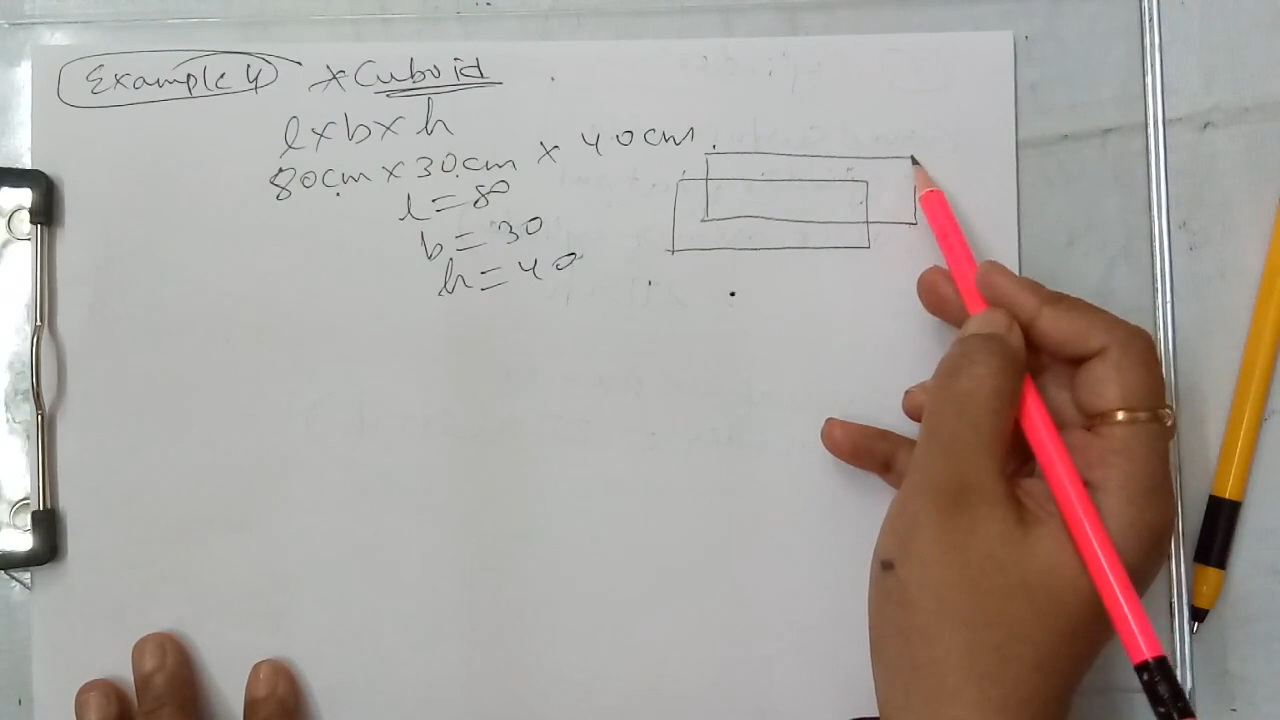 Example 4 * Cuboid
l x b x h
80cm x 30cm x 40cm.
l = 80
b = 30
h = 40